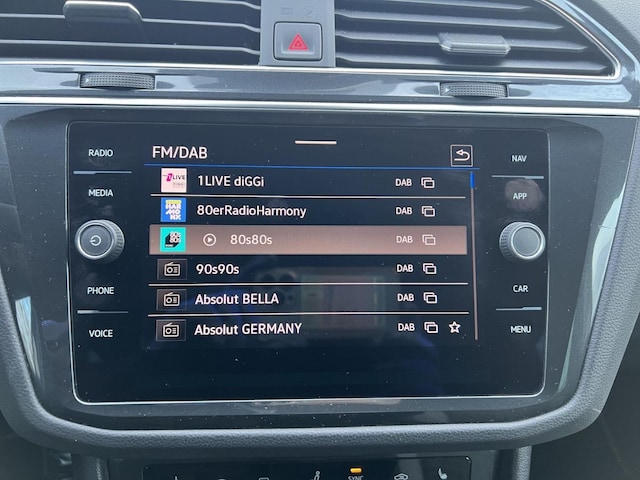 RADIO
MEDIA
PHONE
VOICE
FM/DAB
1LIVE diGGi DAB
80erRadioHarmony DAB
80s80s DAB
90s90s DAB
Absolut BELLA DAB
Absolut GERMANY DAB
NAV
APP
CAR
MENU
SYNC